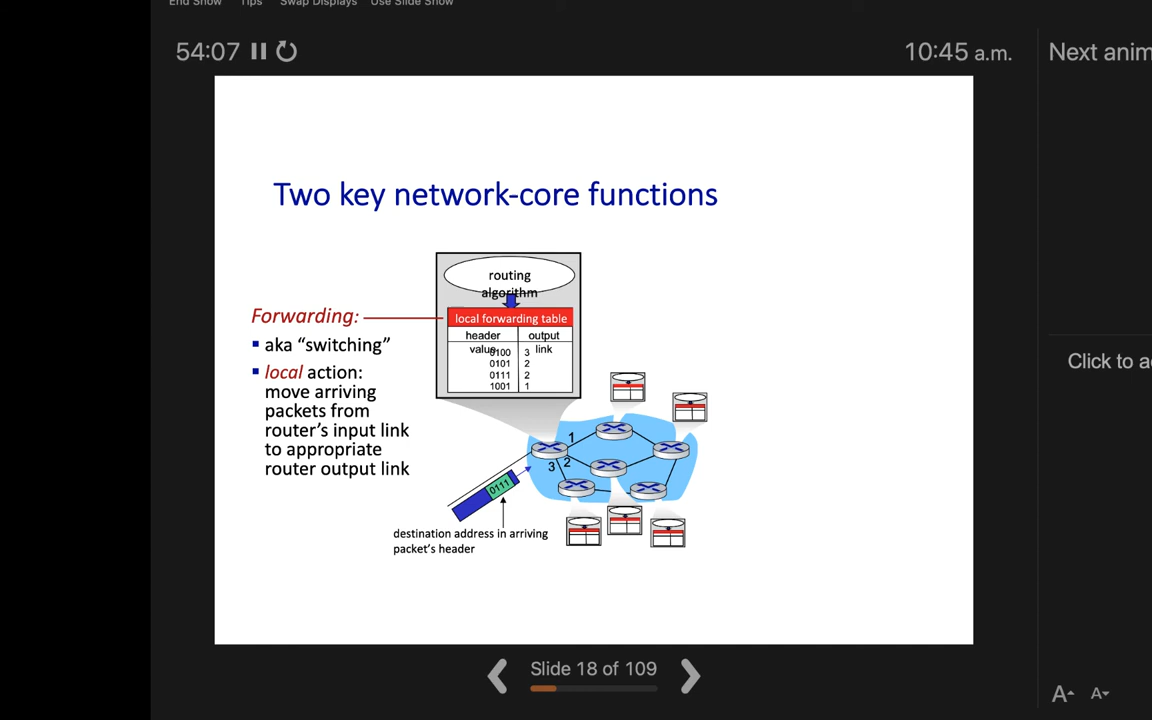 End Show Tips Swap Displays Use Slide Show
54:07
10:45 a.m.
Next anim
Two key network-core functions
routing
algorithm
local forwarding table
header output
value link
0100 3
0101 2
0111 2
1001 1
Forwarding:
▪ aka “switching”
▪ local action:
move arriving
packets from
router’s input link
to appropriate
router output link
1
3 2
0111
destination address in arriving
packet’s header
Click to a
Slide 18 of 109
A A